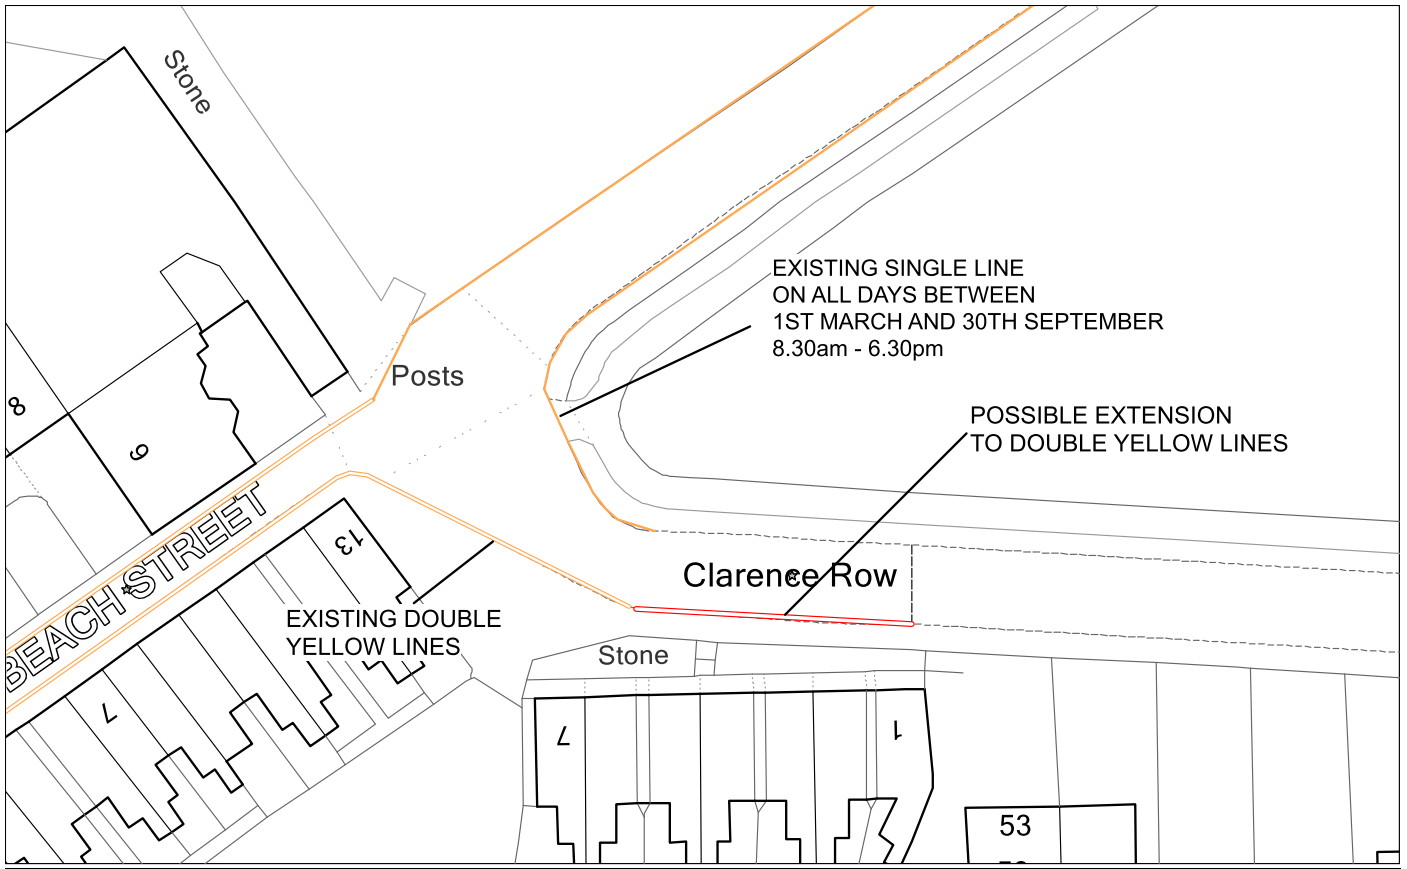 Stone
EXISTING SINGLE LINE
ON ALL DAYS BETWEEN
1ST MARCH AND 30TH SEPTEMBER
8.30am - 6.30pm
Posts
8
9
POSSIBLE EXTENSION
TO DOUBLE YELLOW LINES
BEACH STREET
13
Clarence Row
EXISTING DOUBLE
YELLOW LINES
Stone
7
7
1
53